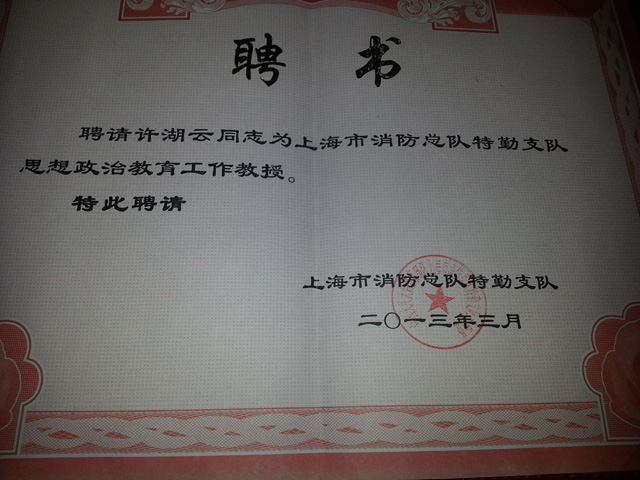 聘书
聘请许湖云同志为上海市消防总队特勤支队
思想政治教育工作教授。
特此聘请
上海市消防总队特勤支队
二〇一三年三月